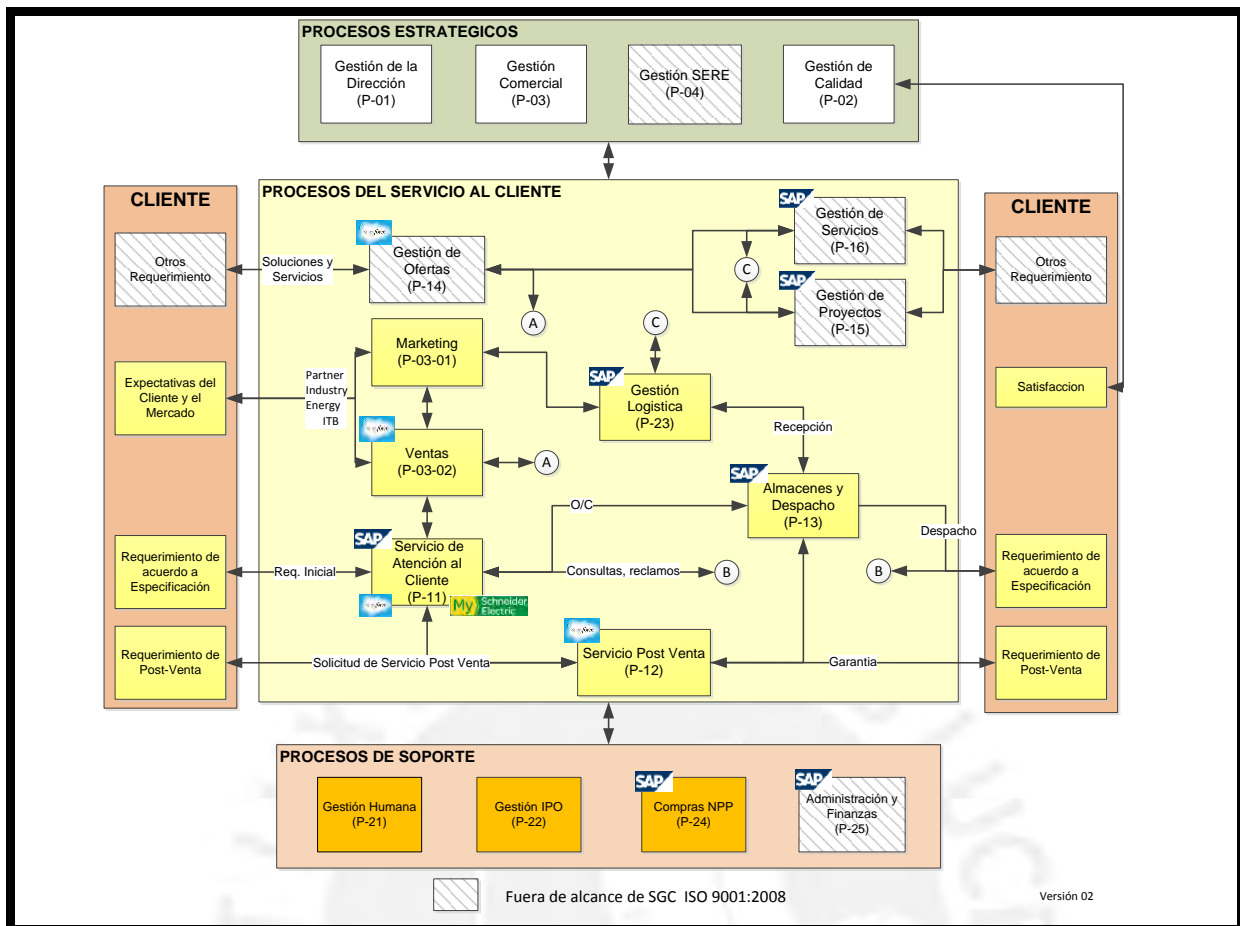 PROCESOS ESTRATEGICOS
Gestión de la
Dirección
(P-01)
Gestión
Comercial
(P-03)
Gestión SERE
(P-04)
Gestión de
Calidad
(P-02)
CLIENTE
Otros
Requerimiento
Expectativas del
Cliente y el
Mercado
Requerimiento de
acuerdo a
Especificación
Requerimiento de
Post-Venta
PROCESOS DEL SERVICIO AL CLIENTE
Soluciones y
Servicios
Gestión de
Ofertas
(P-14)
A
SAP
Gestión de
Servicios
(P-16)
C
SAP
Gestión de
Proyectos
(P-15)
Partner
Industry
Energy
ITB
Marketing
(P-03-01)
C
SAP
Gestión
Logistica
(P-23)
Recepción
Ventas
(P-03-02)
A
SAP
Almacenes y
Despacho
(P-13)
O/C
Despacho
Req. Inicial
SAP
Servicio de
Atención al
Cliente
(P-11)
My Schneider
Electric
Consultas, reclamos
B
B
Solicitud de Servicio Post Venta
Servicio Post Venta
(P-12)
Garantia
CLIENTE
Otros
Requerimiento
Satisfaccion
Requerimiento de
acuerdo a
Especificación
Requerimiento de
Post-Venta
PROCESOS DE SOPORTE
Gestión Humana
(P-21)
Gestión IPO
(P-22)
SAP
Compras NPP
(P-24)
SAP
Administración y
Finanzas
(P-25)
Fuera de alcance de SGC ISO 9001:2008
Versión 02